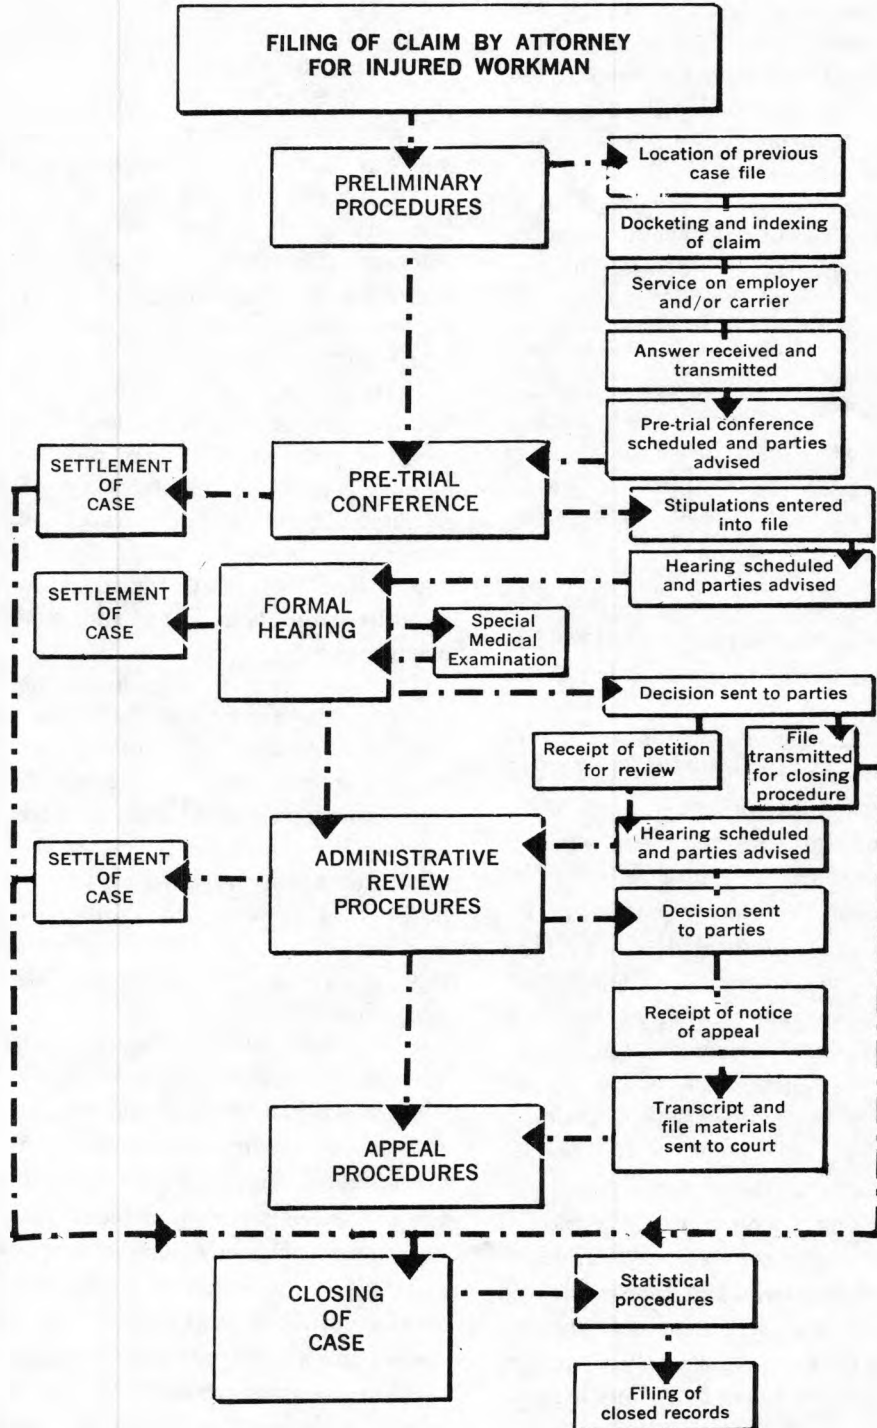 FILING OF CLAIM BY ATTORNEY
FOR INJURED WORKMAN
PRELIMINARY
PROCEDURES
Location of previous
case file
Docketing and indexing
of claim
Service on employer
and/or carrier
Answer received and
transmitted
Pre-trial conference
scheduled and parties
advised
SETTLEMENT
OF
CASE
PRE-TRIAL
CONFERENCE
Stipulations entered
into file
Hearing scheduled
and parties advised
SETTLEMENT
OF
CASE
FORMAL
HEARING
Special
Medical
Examination
Decision sent to parties
Receipt of petition
for review
File
transmitted
for closing
procedure
SETTLEMENT
OF
CASE
ADMINISTRATIVE
REVIEW
PROCEDURES
Hearing scheduled
and parties advised
Decision sent
to parties
Receipt of notice
of appeal
Transcript and
file materials
sent to court
APPEAL
PROCEDURES
CLOSING
OF
CASE
Statistical
procedures
Filing of
closed records